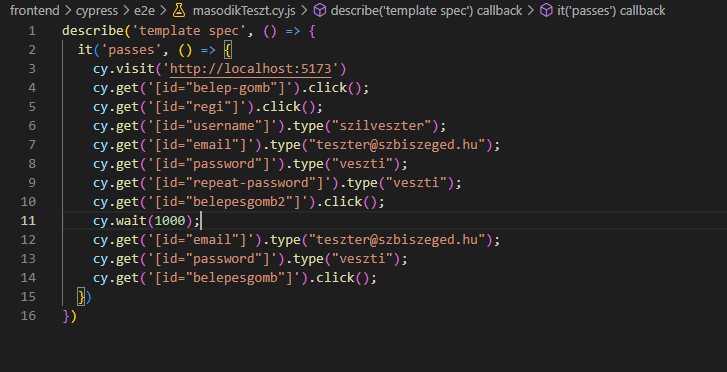 frontend > cypress > e2e > masodikTeszt.cy.js > describe('template spec') callback > it('passes') callback
1 describe('template spec', () => {
2 it('passes', () => {
3 cy.visit('http://localhost:5173')
4 cy.get('[id="belep-gomb"]').click();
5 cy.get('[id="regi"]').click();
6 cy.get('[id="username"]').type("szilveszter");
7 cy.get('[id="email"]').type("teszter@szbiszeged.hu");
8 cy.get('[id="password"]').type("veszti");
9 cy.get('[id="repeat-password"]').type("veszti");
10 cy.get('[id="belepesgomb2"]').click();
11 cy.wait(1000);
12 cy.get('[id="email"]').type("teszter@szbiszeged.hu");
13 cy.get('[id="password"]').type("veszti");
14 cy.get('[id="belepesgomb"]').click();
15 })
16 })